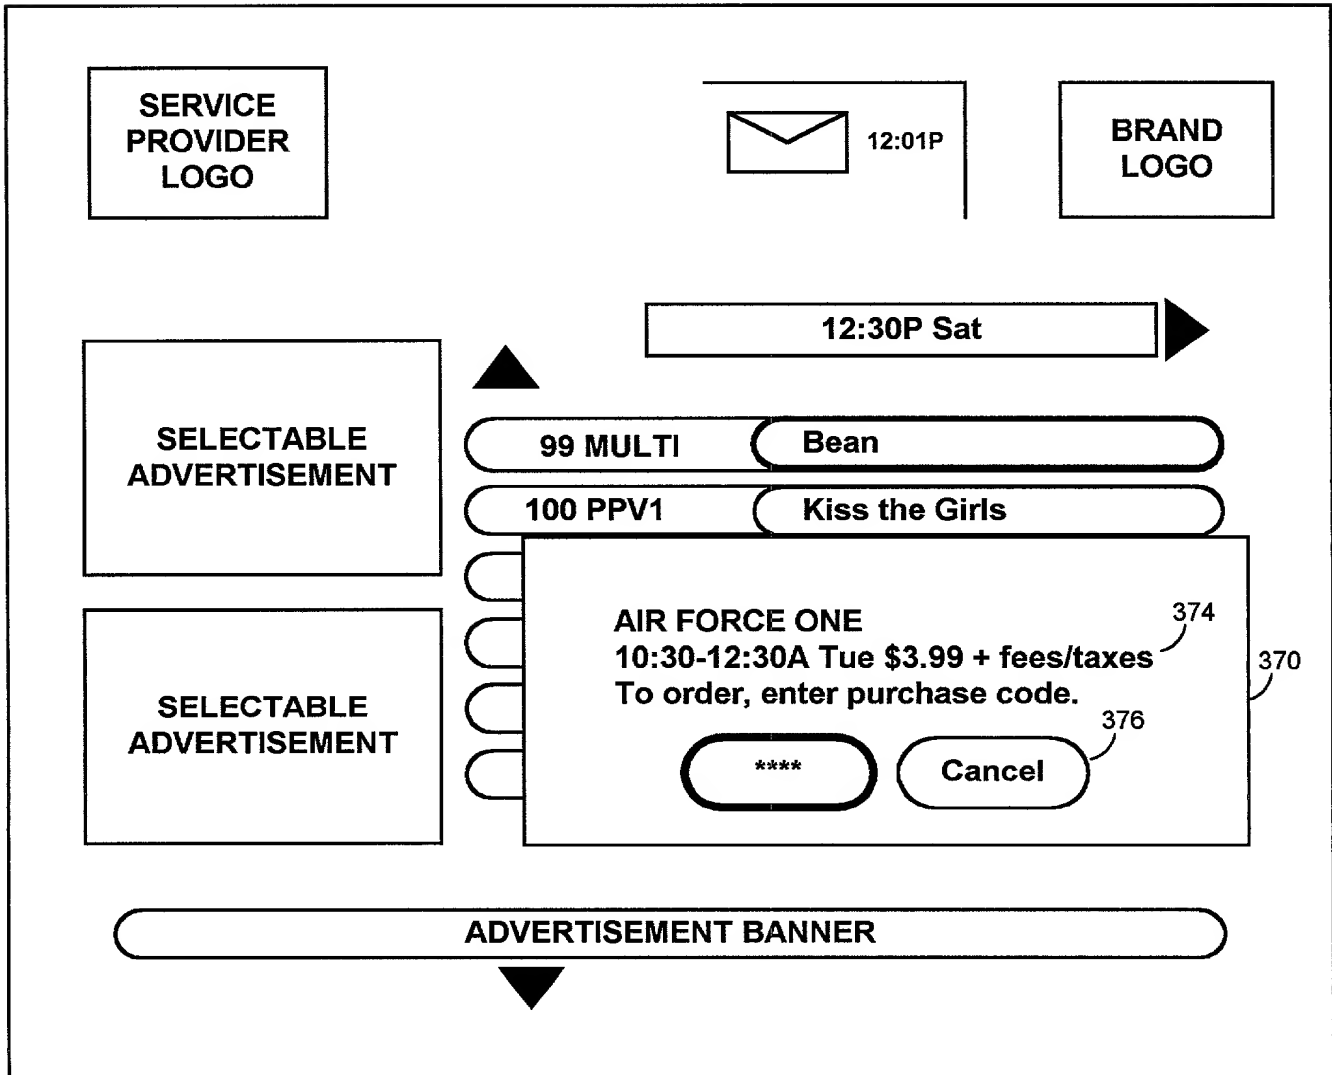 SERVICE
PROVIDER
LOGO
12:01P
BRAND
LOGO
12:30P Sat
SELECTABLE
ADVERTISEMENT
99 MULTI Bean
100 PPV1 Kiss the Girls
AIR FORCE ONE
374
10:30-12:30A Tue $3.99 + fees/taxes
370
To order, enter purchase code.
376
**** Cancel
SELECTABLE
ADVERTISEMENT
ADVERTISEMENT BANNER